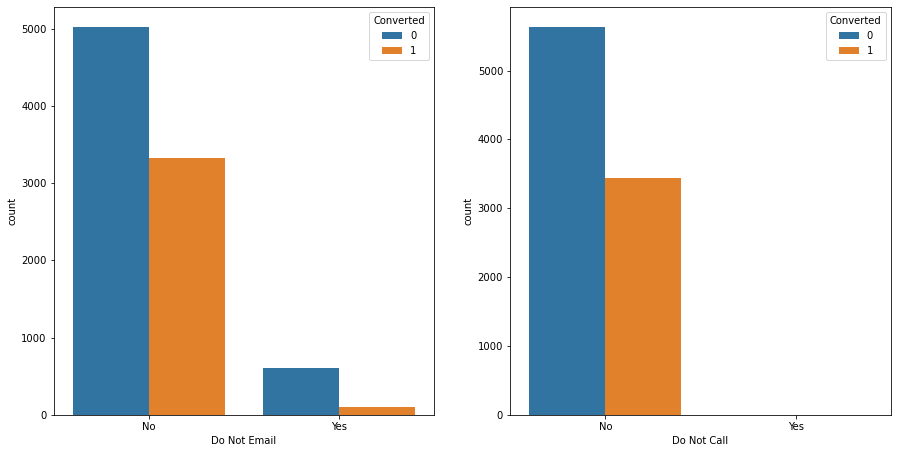 Converted
0
1
5000
4000
3000
2000
1000
0
count
No
Yes
Do Not Email
Converted
0
1
5000
4000
3000
2000
1000
0
count
No
Yes
Do Not Call